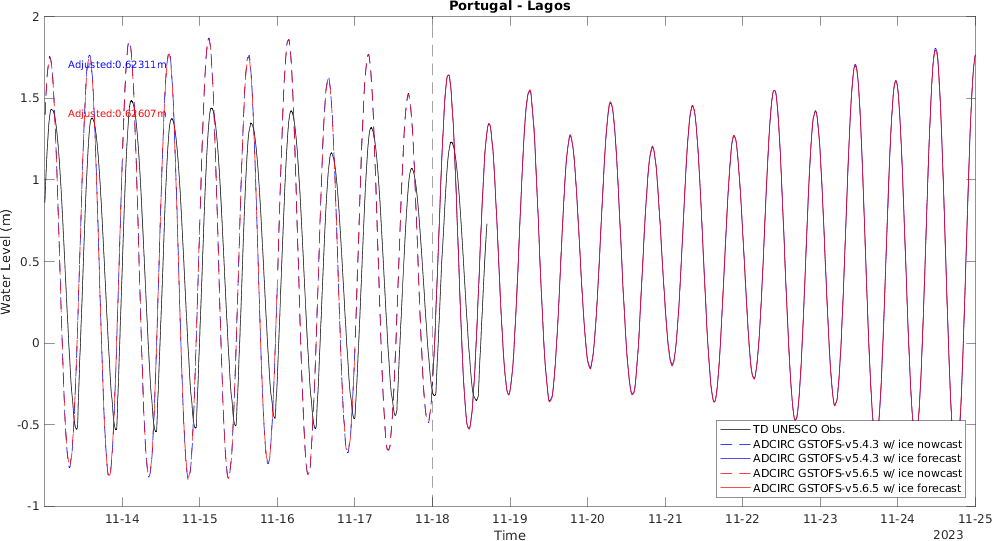 Portugal - Lagos
Adjusted:0.62311m
Adjusted:0.62607m
Water Level (m)
2
1.5
1
0.5
0
-0.5
-1
TD UNESCO Obs.
ADCIRC GSTOFS-v5.4.3 w/ ice nowcast
ADCIRC GSTOFS-v5.4.3 w/ ice forecast
ADCIRC GSTOFS-v5.6.5 w/ ice nowcast
ADCIRC GSTOFS-v5.6.5 w/ ice forecast
11-14 11-15 11-16 11-17 11-18 11-19 11-20 11-21 11-22 11-23 11-24 11-25
Time
2023